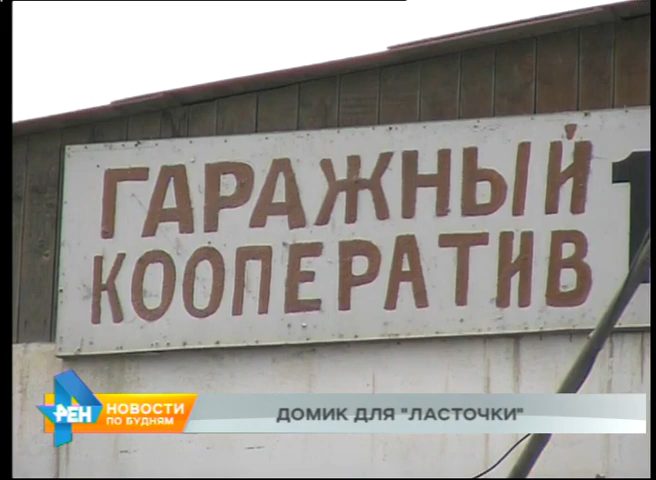 ГАРАЖНЫЙ
КООПЕРАТИВ
РЕН НОВОСТИ
ПО БУДНЯМ
ДОМИК ДЛЯ "ЛАСТОЧКИ"